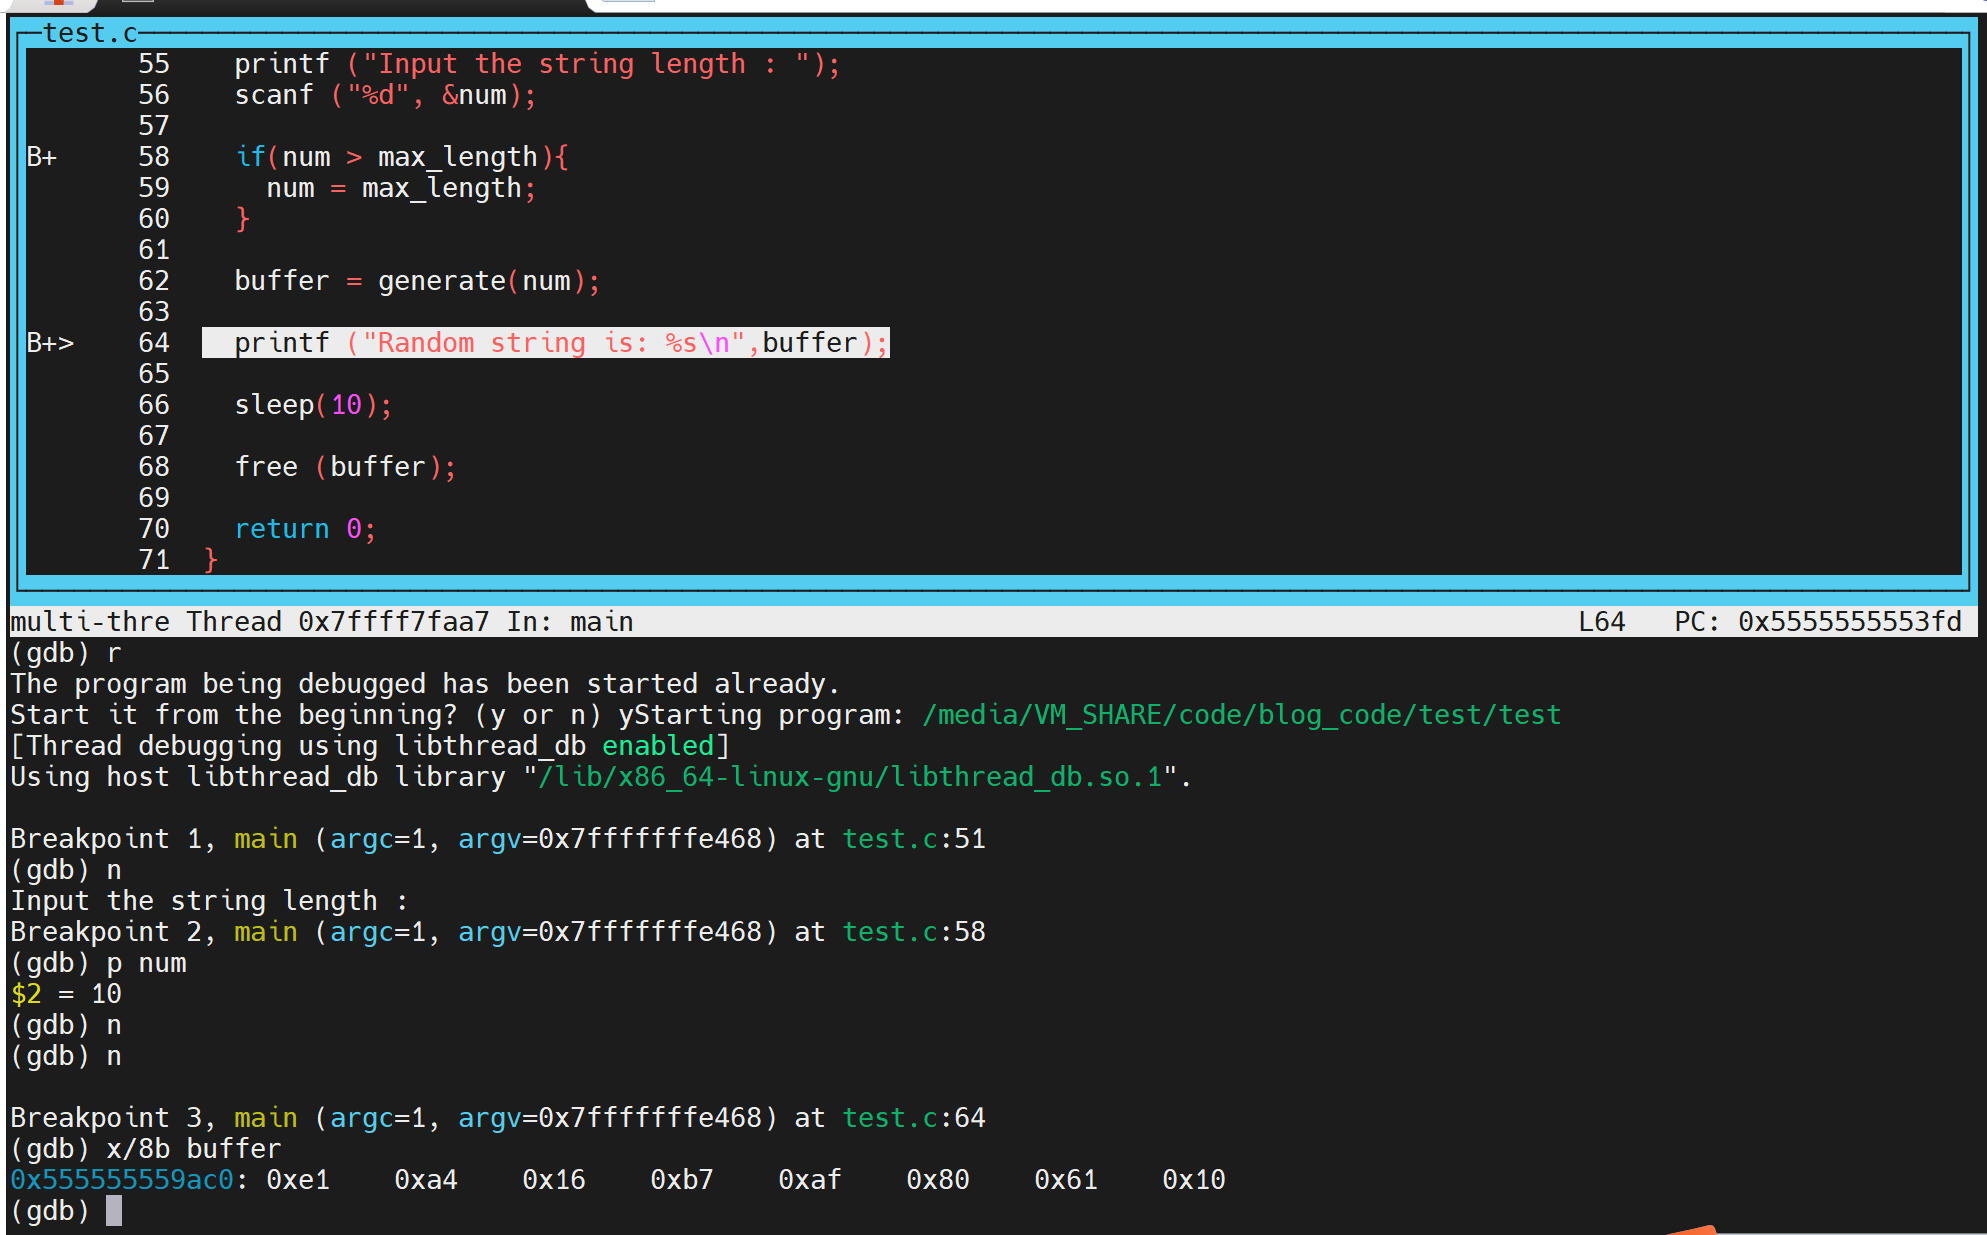 test.c
55    printf ("Input the string length : ");
56    scanf ("%d", &num);
57
B+    58    if(num > max_length){
59      num = max_length;
60    }
61
62    buffer = generate(num);
63
B+>    64    printf ("Random string is: %s\n",buffer);
65
66    sleep(10);
67
68    free (buffer);
69
70    return 0;
71  }
multi-thre Thread 0x7ffff7faa7 In: main    L64   PC: 0x5555555553fd
(gdb) r
The program being debugged has been started already.
Start it from the beginning? (y or n) yStarting program: /media/VM_SHARE/code/blog_code/test/test
[Thread debugging using libthread_db enabled]
Using host libthread_db library "/lib/x86_64-linux-gnu/libthread_db.so.1".
Breakpoint 1, main (argc=1, argv=0x7fffffffe468) at test.c:51
(gdb) n
Input the string length :
Breakpoint 2, main (argc=1, argv=0x7fffffffe468) at test.c:58
(gdb) p num
$2 = 10
(gdb) n
(gdb) n
Breakpoint 3, main (argc=1, argv=0x7fffffffe468) at test.c:64
(gdb) x/8b buffer
0x555555559ac0: 0xe1    0xa4    0x16    0xb7    0xaf    0x80    0x61    0x10
(gdb)